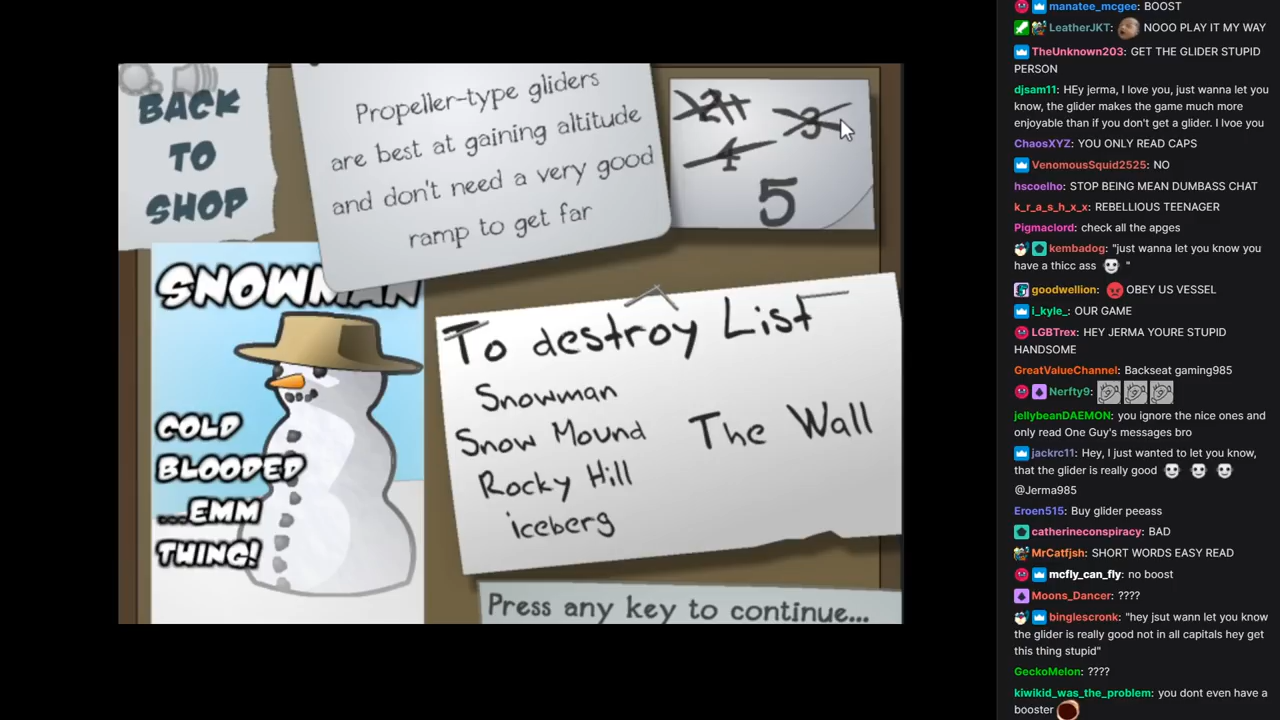 BACK
TO
SHOP
Propeller-type gliders
are best at gaining altitude
and don't need a very good
ramp to get far
3
4
5
SNOWMAN
COLD
BLOODED
...EMM
THING!
To destroy List
Snowman
Snow Mound
Rocky Hill
iceberg
The Wall
Press any key to continue...
manatee_mcgee: BOOST
LeatherJKT: NOOO PLAY IT MY WAY
TheUnknown203: GET THE GLIDER STUPID
PERSON
djsam11: HEy jerma, I love you, just wanna let you
know, the glider makes the game much more
enjoyable than if you don't get a glider. I lvoe you
ChaosXYZ: YOU ONLY READ CAPS
VenomousSquid2525: NO
hscoelho: STOP BEING MEAN DUMBASS CHAT
k_r_a_s_h_x_x: REBELLIOUS TEENAGER
Pigmaclord: check all the apges
kembadog: "just wanna let you know you
have a thicc ass "
goodwellion: OBEY US VESSEL
i_kyle_: OUR GAME
LGBTrex: HEY JERMA YOURE STUPID
HANDSOME
GreatValueChannel: Backseat gaming985
Nerfty9:
jellybeanDAEMON: you ignore the nice ones and
only read One Guy's messages bro
jackrc11: Hey, I just wanted to let you know,
that the glider is really good
@Jerma985
Eroen515: Buy glider peeass
catherineconspiracy: BAD
MrCatfjsh: SHORT WORDS EASY READ
mcfly_can_fly: no boost
Moons_Dancer: ????
binglescronk: "hey jsut wann let you know
the glider is really good not in all capitals hey get
this thing stupid"
GeckoMelon: ????
kiwikid_was_the_problem: you dont even have a
booster